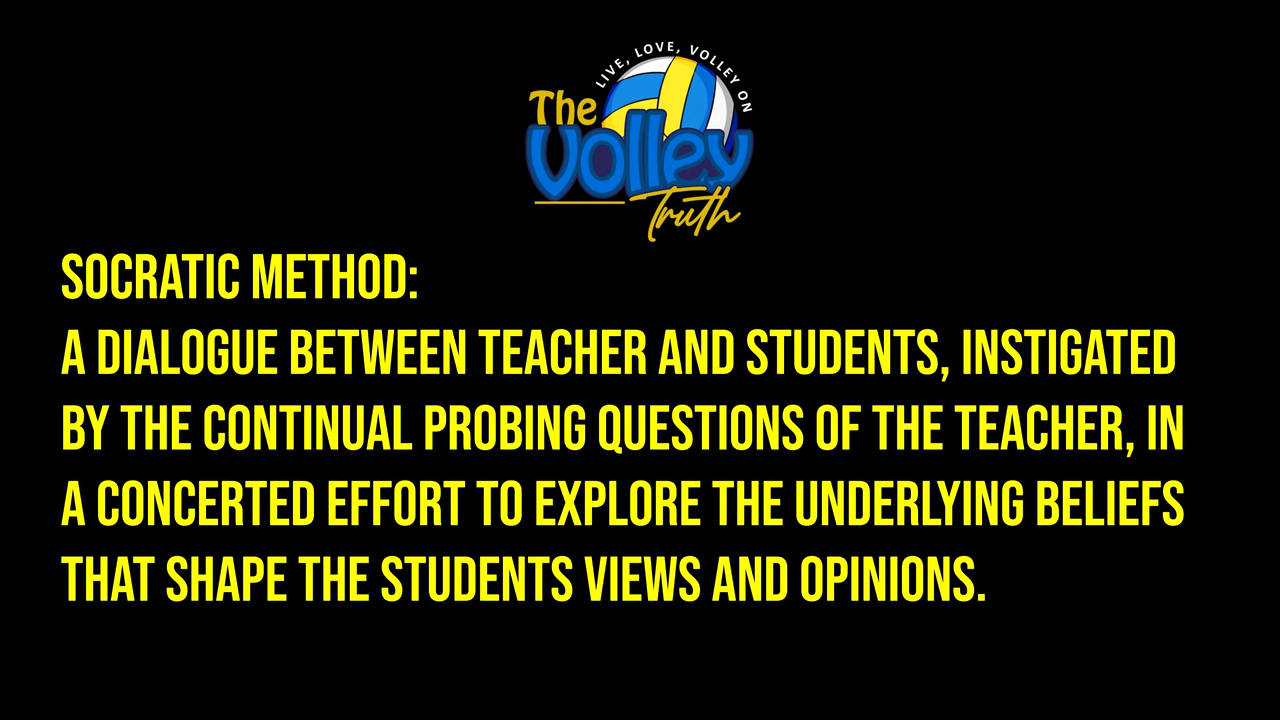 LIVE, LOVE, VOLLEY ON
The
Volley
Truth
SOCRATIC METHOD:
A DIALOGUE BETWEEN TEACHER AND STUDENTS, INSTIGATED
BY THE CONTINUAL PROBING QUESTIONS OF THE TEACHER, IN
A CONCERTED EFFORT TO EXPLORE THE UNDERLYING BELIEFS
THAT SHAPE THE STUDENTS VIEWS AND OPINIONS.